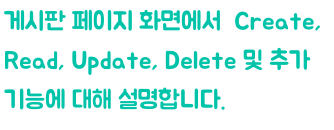 게시판 페이지 화면에서 Create,
Read, Update, Delete 및 추가
기능에 대해 설명합니다.